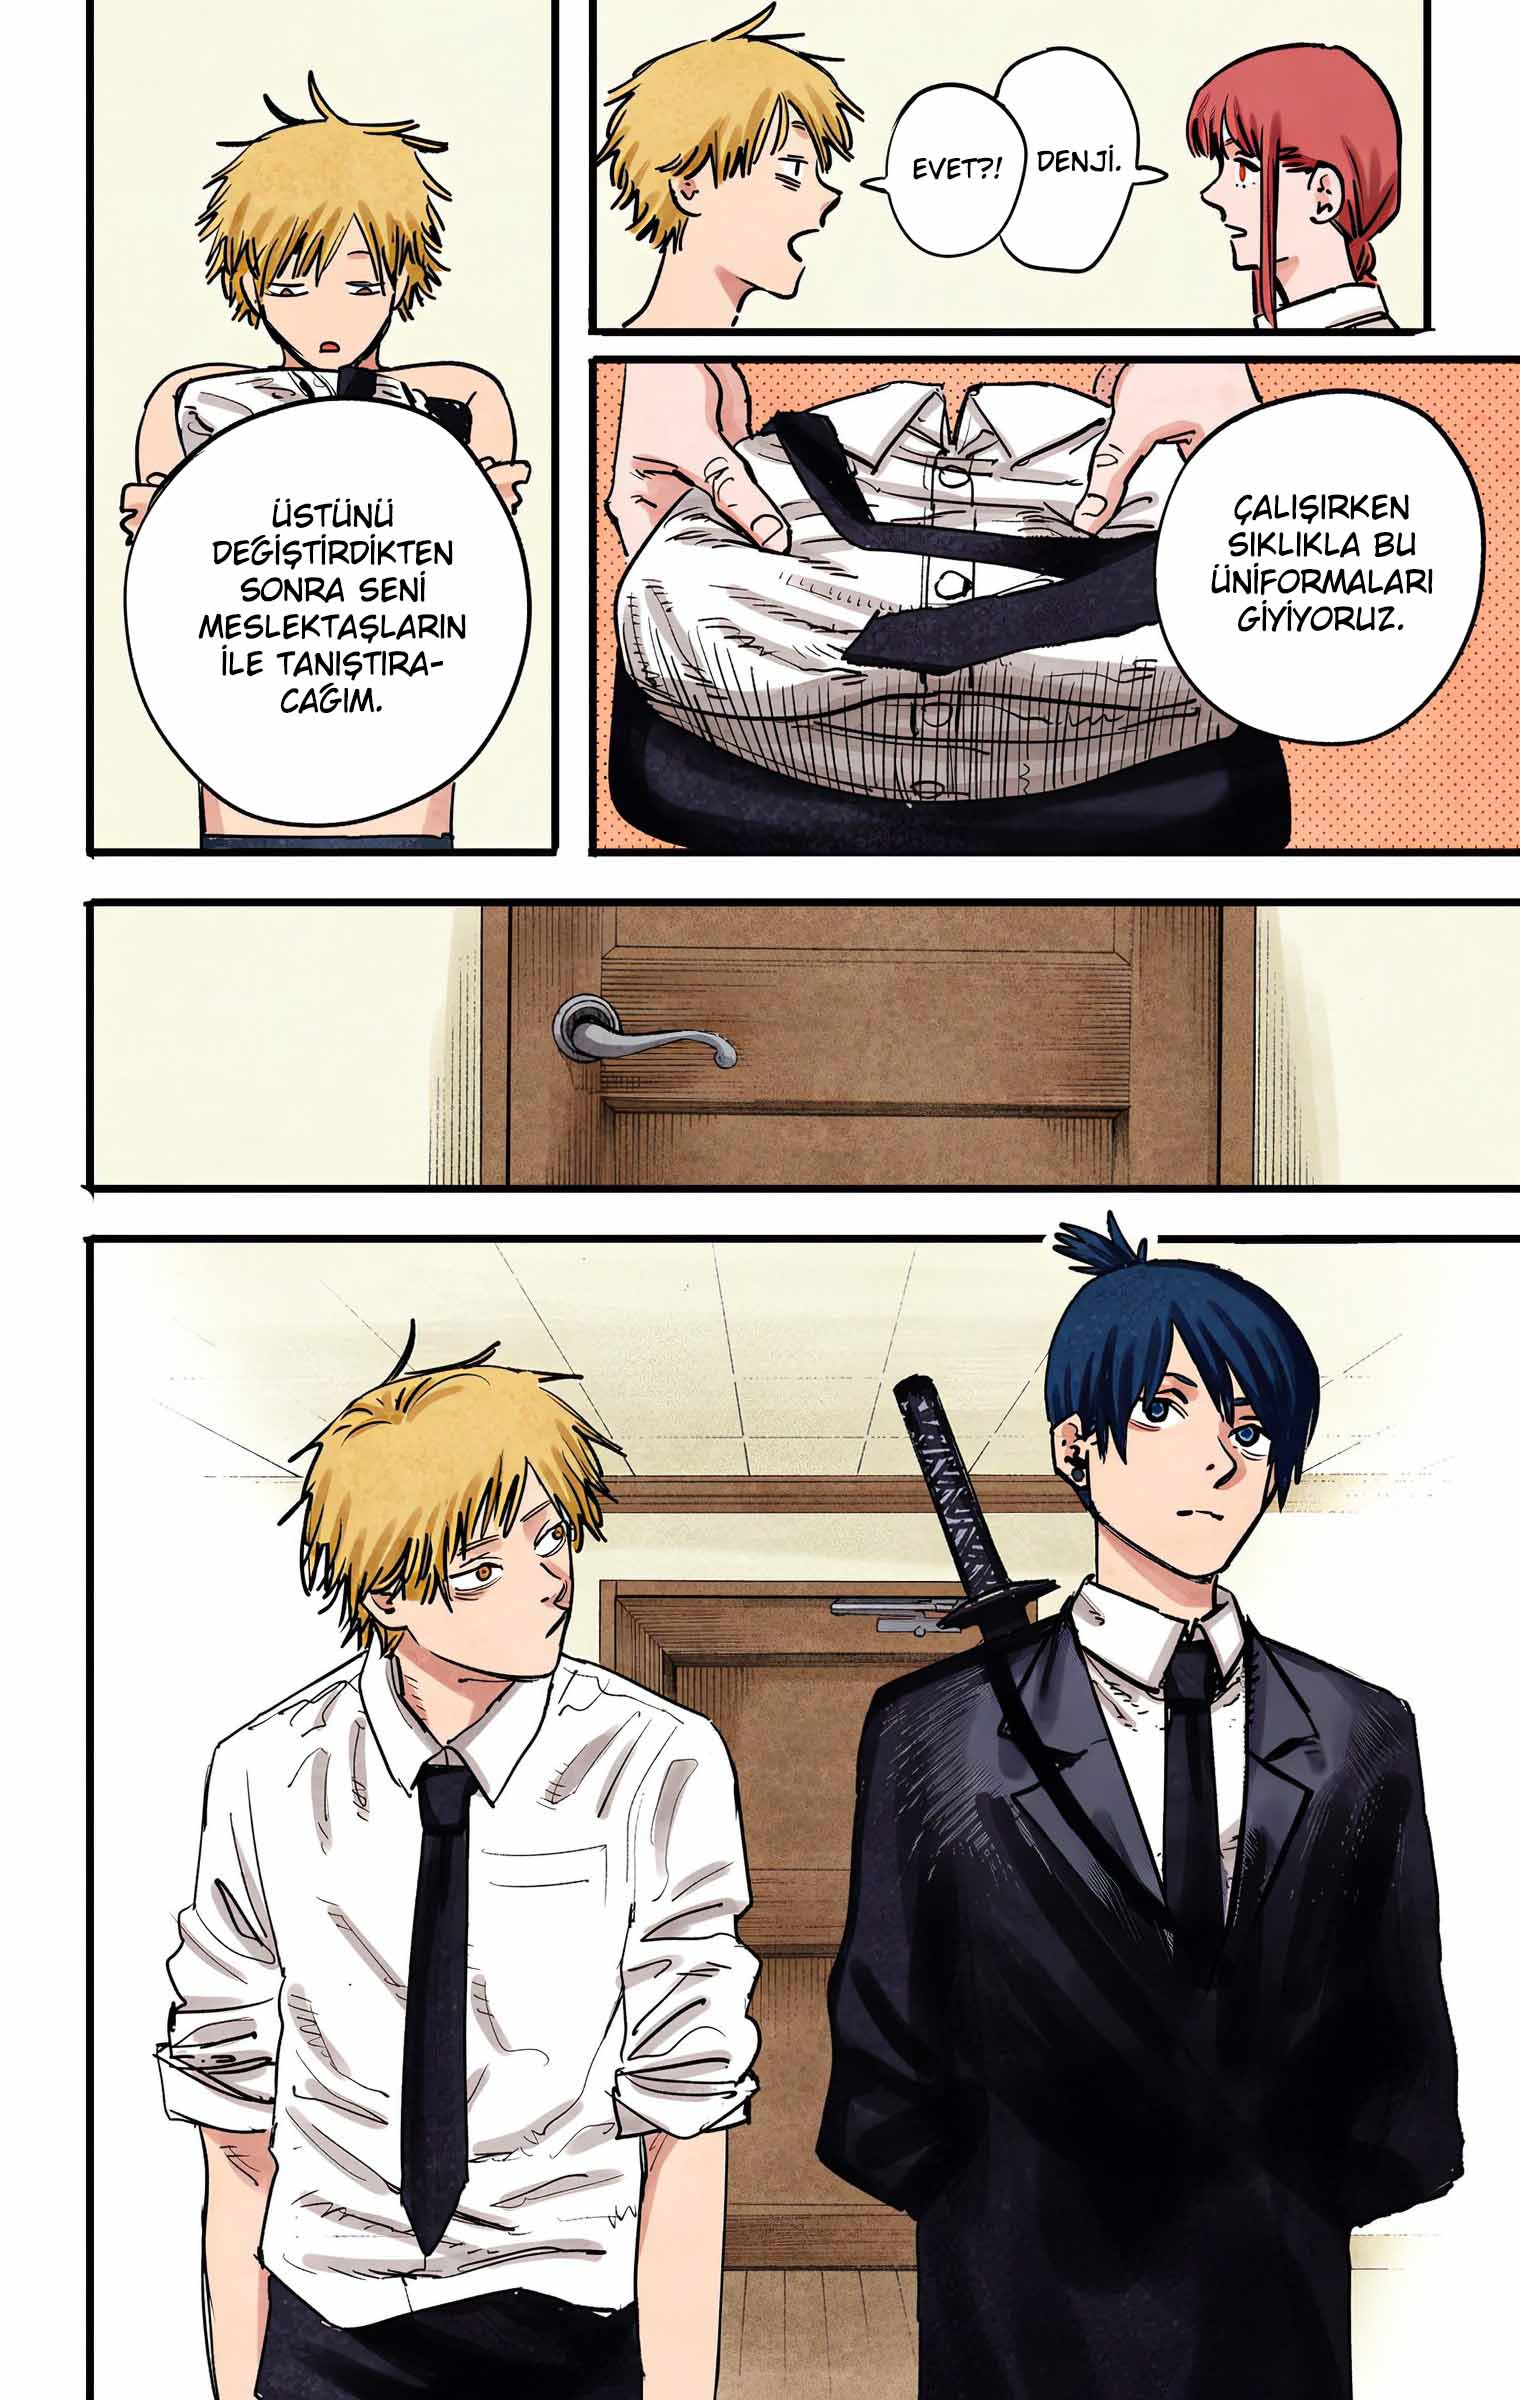 DENJİ.
EVET?!
ÇALIŞIRKEN
SIKLIKLA BU
ÜNİFORMALARI
GİYİYORUZ.
ÜSTÜNÜ
DEĞİŞTİRDİKTEN
SONRA SENİ
MESLEKTAŞLARIN
İLE TANIŞTIRA-
CAĞIM.